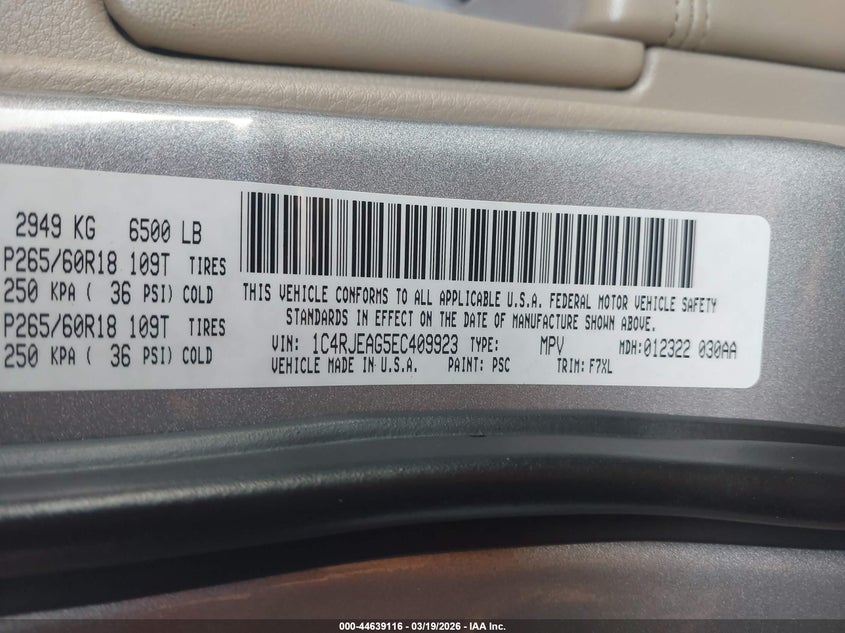 2949 KG 6500 LB
P265/60R18 109T TIRES
250 KPA ( 36 PSI) COLD
P265/60R18 109T TIRES
250 KPA ( 36 PSI) COLD
THIS VEHICLE CONFORMS TO ALL APPLICABLE U.S.A. FEDERAL MOTOR VEHICLE SAFETY
STANDARDS IN EFFECT ON THE DATE OF MANUFACTURE SHOWN ABOVE.
VIN: 1C4RJEAG5EC409923 TYPE: MPV MDH:012322 030AA
VEHICLE MADE IN U.S.A. PAINT: PSC TRIM: F7XL
000-44639116 | 03/19/2026 | IAA Inc.